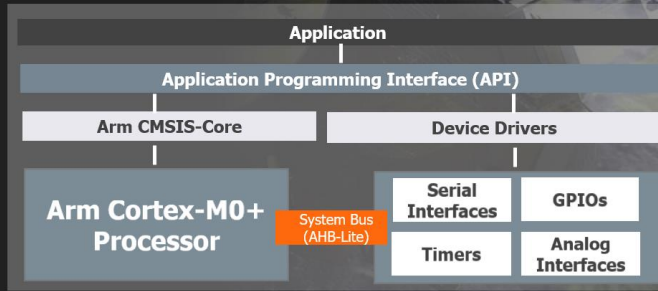 Application
Application Programming Interface (API)
Arm CMSIS-Core
Device Drivers
Arm Cortex-M0+
Processor
System Bus
(AHB-Lite)
Serial
Interfaces
GPIOs
Timers
Analog
Interfaces